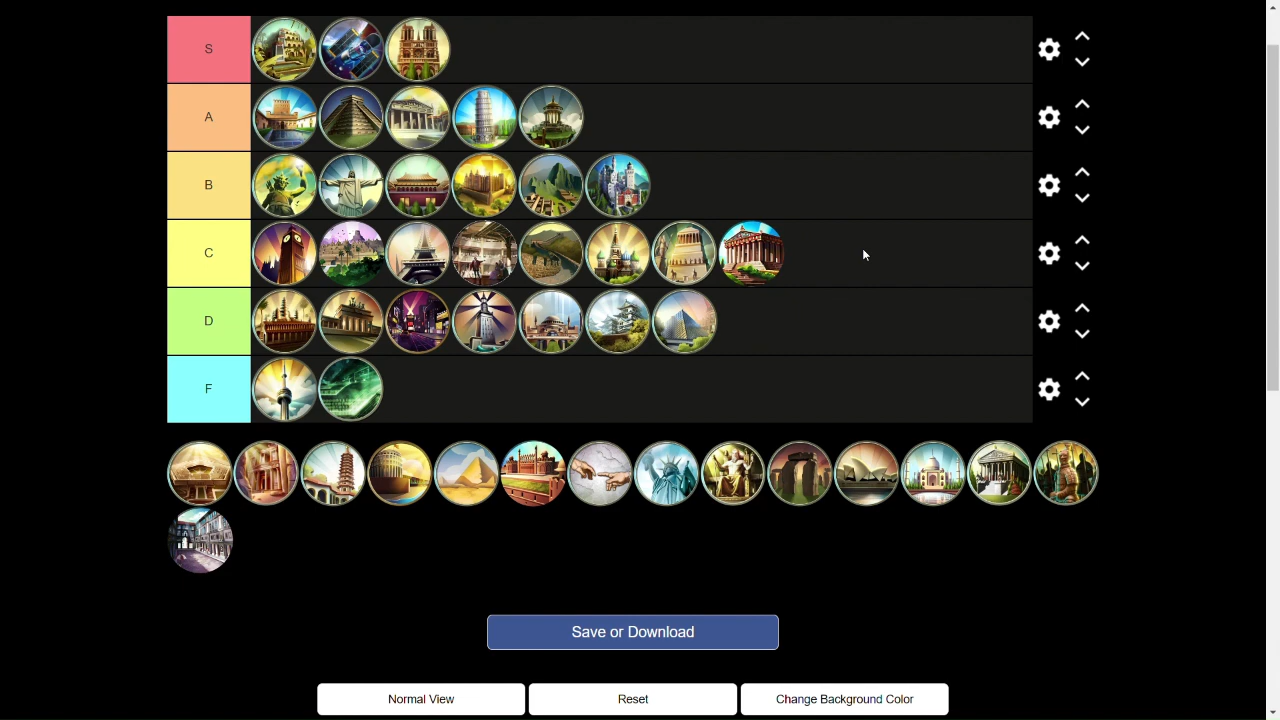 S
A
B
C
D
F
Save or Download
Normal View
Reset
Change Background Color